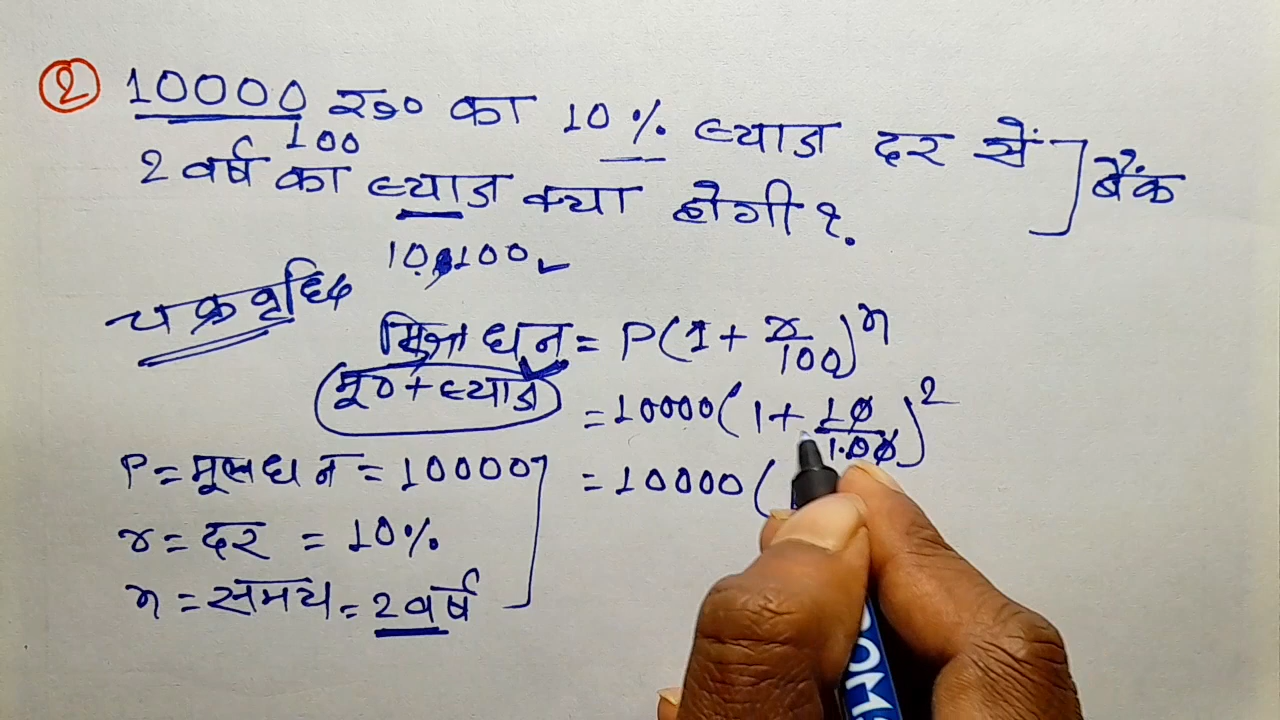 ② 10000 रु० का 10% ब्याज दर सें
100
2 वर्ष का ब्याज क्या होगी ?.
] बैंक
10,100
चक्रवृध्दि
मिश्रधन = P(1 + r/100)^n
(मू० + ब्याज) = 10000(1 + 10/100)^2
P = मूलधन = 10000 = 10000(
r = दर = 10%
n = समय = 2 वर्ष